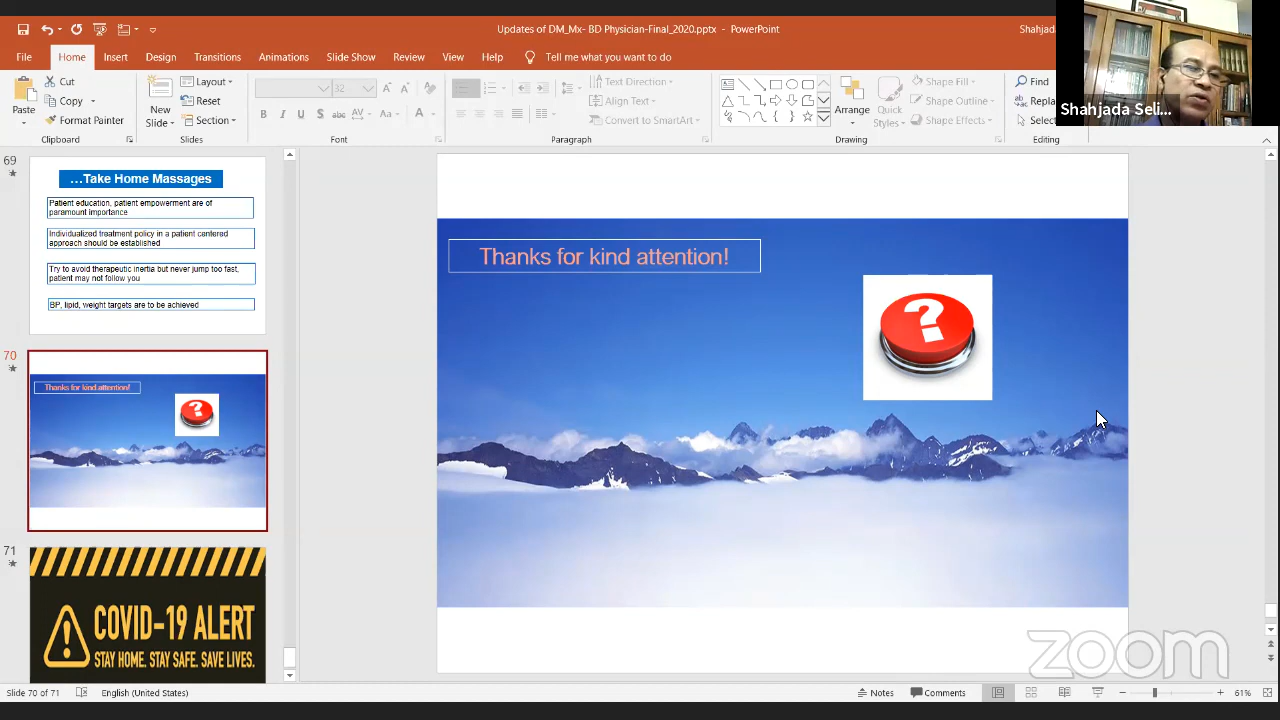 Updates of DM_Mx- BD Physician-Final_2020.pptx - PowerPoint
Shahjada
File Home Insert Design Transitions Animations Slide Show Review View Help Tell me what you want to do
Paste
Cut
Copy
Format Painter
Clipboard
New
Slide
Layout
Reset
Section
Slides
32
B I U S abc AV Aa A
Font
Text Direction
Align Text
Convert to SmartArt
Paragraph
Arrange
Quick
Styles
Shape Fill
Shape Outline
Shape Effects
Drawing
Find
Repla
Select
Editing
Shahjada Seli...
69
...Take Home Massages
Patient education, patient empowerment are of
paramount importance
Individualized treatment policy in a patient centered
approach should be established
Try to avoid therapeutic inertia but never jump too fast,
patient may not follow you
BP, lipid, weight targets are to be achieved
70
Thanks for kind attention!
?
71
COVID-19 ALERT
STAY HOME. STAY SAFE. SAVE LIVES.
Thanks for kind attention!
?
zoom
Slide 70 of 71 English (United States) Notes Comments 61%